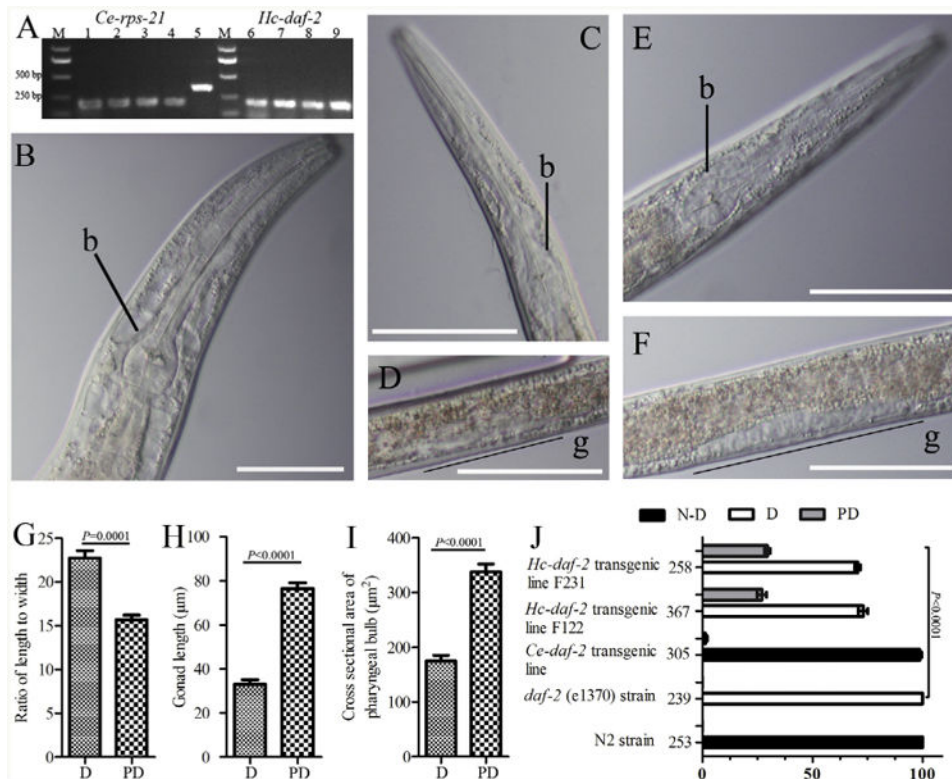 A
Ce-rps-21
Hc-daf-2
M 1 2 3 4 5 M 6 7 8 9
500 bp
250 bp
B
b
C
b
D
g
E
b
F
g
G
P=0.0001
Ratio of length to width
25
20
15
10
5
0
D PD
H
P<0.0001
Gonad length (μm)
100
80
60
40
20
0
D PD
I
P<0.0001
Cross sectional area of
pharyngeal bulb (μm²)
400
300
200
100
0
D PD
J
N-D D PD
Hc-daf-2 transgenic
line F231
258
Hc-daf-2 transgenic
line F122
367
Ce-daf-2 transgenic
line
305
daf-2 (e1370) strain 239
N2 strain 253
0 50 100
P<0.0001